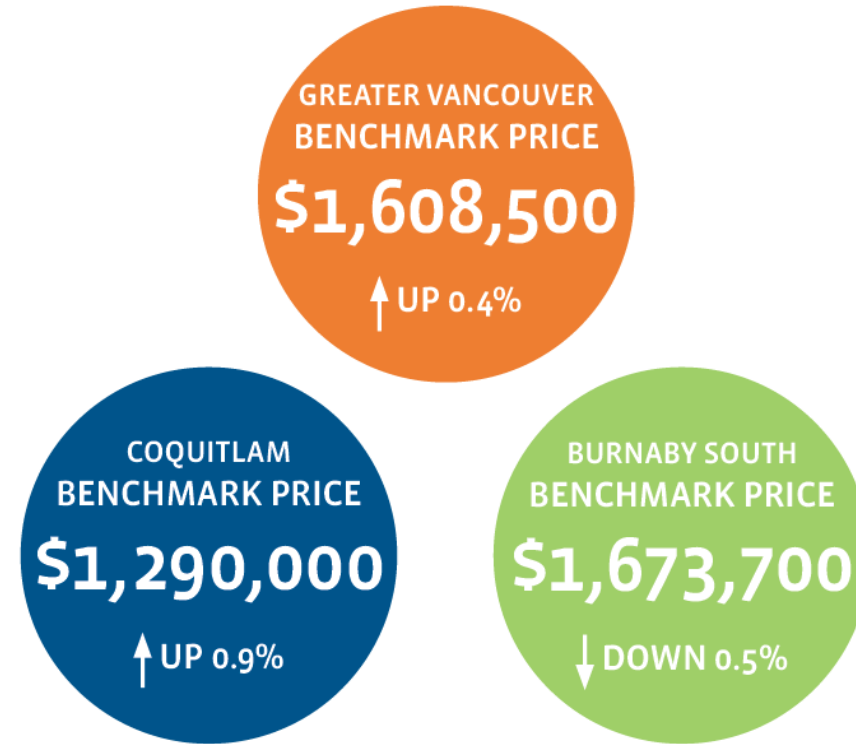 GREATER VANCOUVER
BENCHMARK PRICE
$1,608,500
UP 0.4%
COQUITLAM
BENCHMARK PRICE
$1,290,000
UP 0.9%
BURNABY SOUTH
BENCHMARK PRICE
$1,673,700
DOWN 0.5%